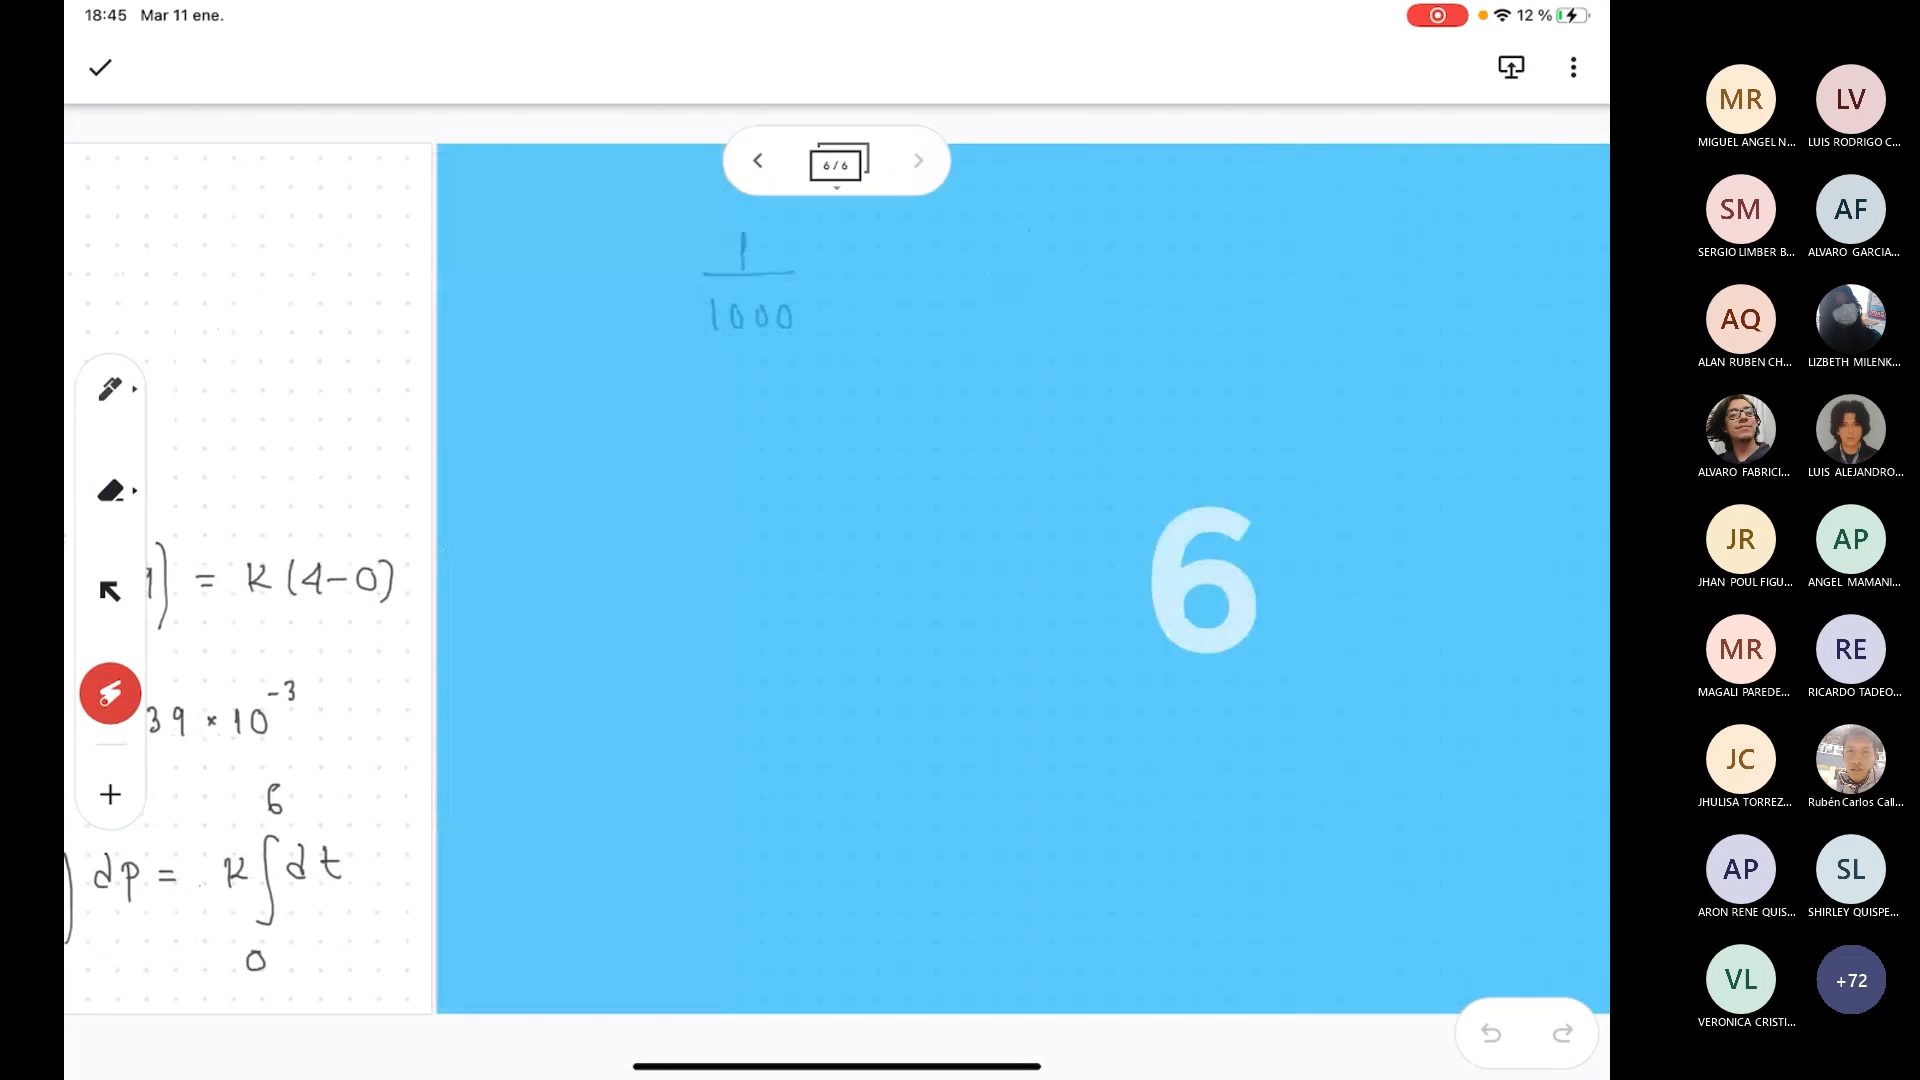 18:45 Mar 11 ene.
12 %
6 / 6
1
1000
6
1) = K (4-0)
39 * 10^-3
6
) dp = K ∫ dt
0
MR
MIGUEL ANGEL N...
LV
LUIS RODRIGO C...
SM
SERGIO LIMBER B...
AF
ALVARO GARCIA...
AQ
ALAN RUBEN CH...
LIZBETH MILENK...
ALVARO FABRICI...
LUIS ALEJANDRO...
JR
JHAN POUL FIGU...
AP
ANGEL MAMANI...
MR
MAGALI PAREDE...
RE
RICARDO TADEO...
JC
JHULISA TORREZ...
Rubén Carlos Call...
AP
ARON RENE QUIS...
SL
SHIRLEY QUISPE...
VL
VERONICA CRISTI...
+72